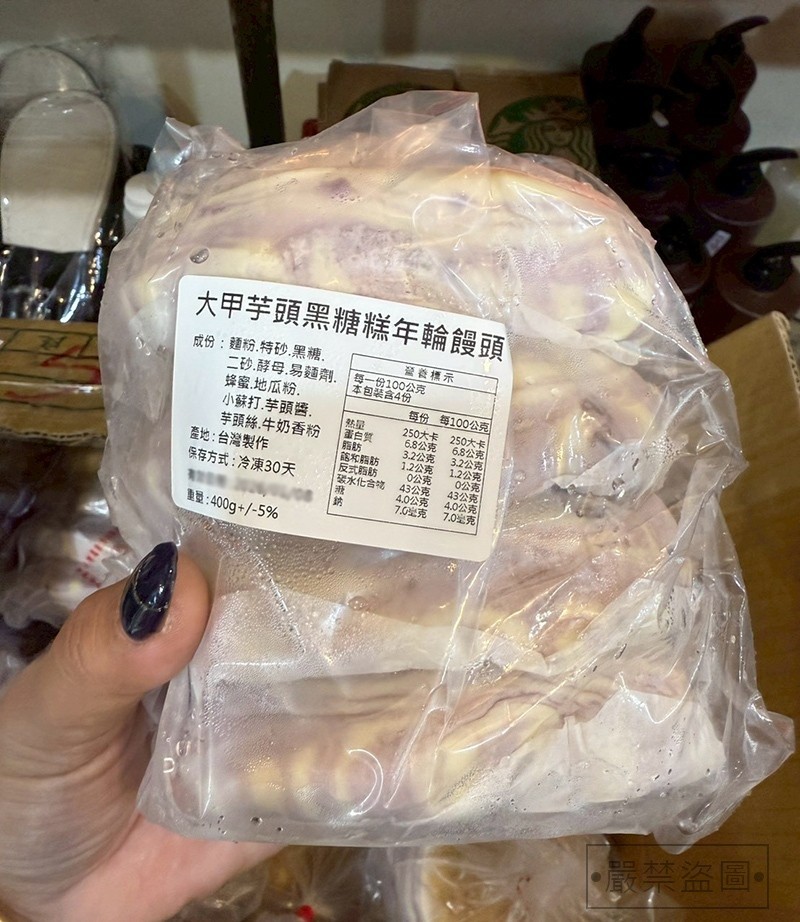 大甲芋頭黑糖糕年輪饅頭
成份：麵粉.特砂.黑糖.
二砂.酵母.易麵劑.
蜂蜜.地瓜粉.
小蘇打.芋頭醬.
芋頭絲.牛奶香粉
產地：台灣製作
保存方式：冷凍30天
重量：400g+/-5%
營養標示
每一份100公克
本包裝含4份
每份 每100公克
熱量 250大卡 250大卡
蛋白質 6.8公克 6.8公克
脂肪 3.2公克 3.2公克
飽和脂肪 1.2公克 1.2公克
反式脂肪 0公克 0公克
碳水化合物 43公克 43公克
糖 4.0公克 4.0公克
鈉 7.0毫克 7.0毫克
·嚴禁盜圖·